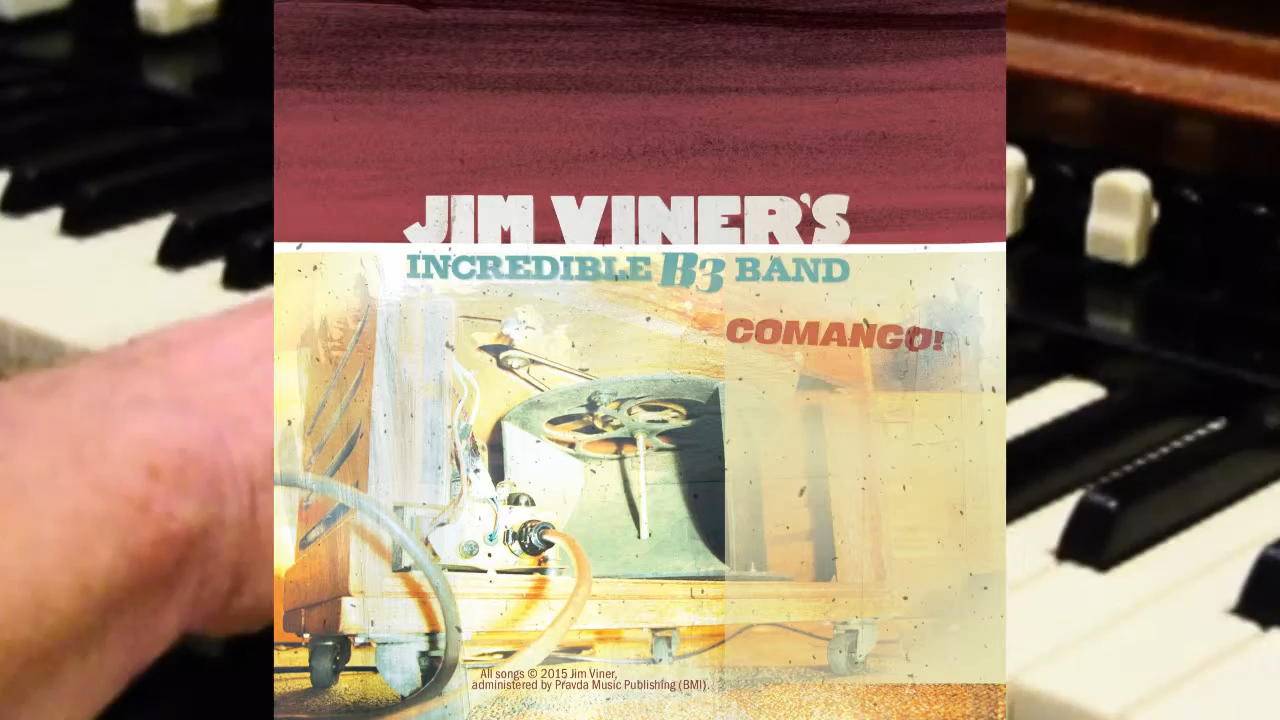 JIM VINER'S
INCREDIBLE B3 BAND
COMANGO!
All songs © 2015 Jim Viner,
administered by Pravda Music Publishing (BMI).